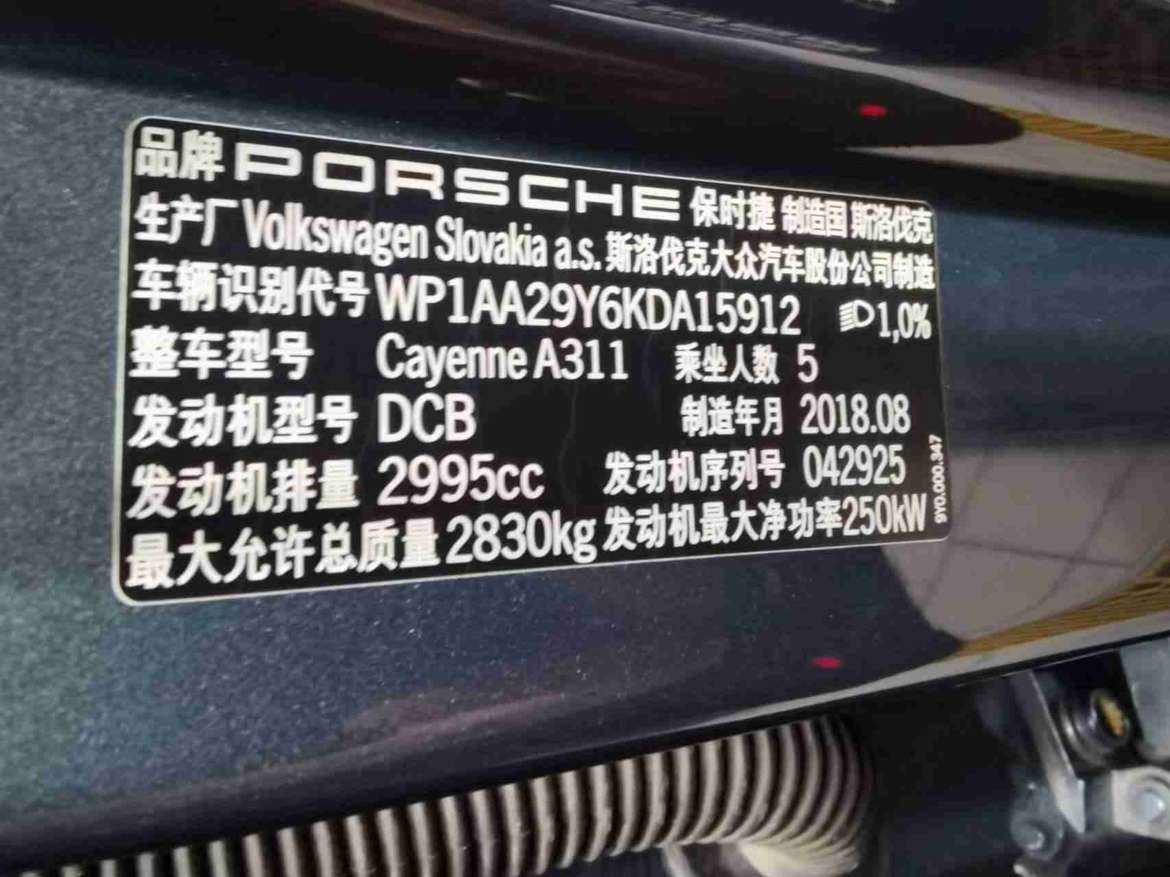 品牌 PORSCHE 保时捷 制造国 斯洛伐克
生产厂 Volkswagen Slovakia a.s. 斯洛伐克大众汽车股份公司制造
车辆识别代号 WP1AA29Y6KDA15912 1,0%
整车型号 Cayenne A311 乘坐人数 5
发动机型号 DCB 制造年月 2018.08
发动机排量 2995cc 发动机序列号 042925
最大允许总质量 2830kg 发动机最大净功率 250kW
9Y0.000.347